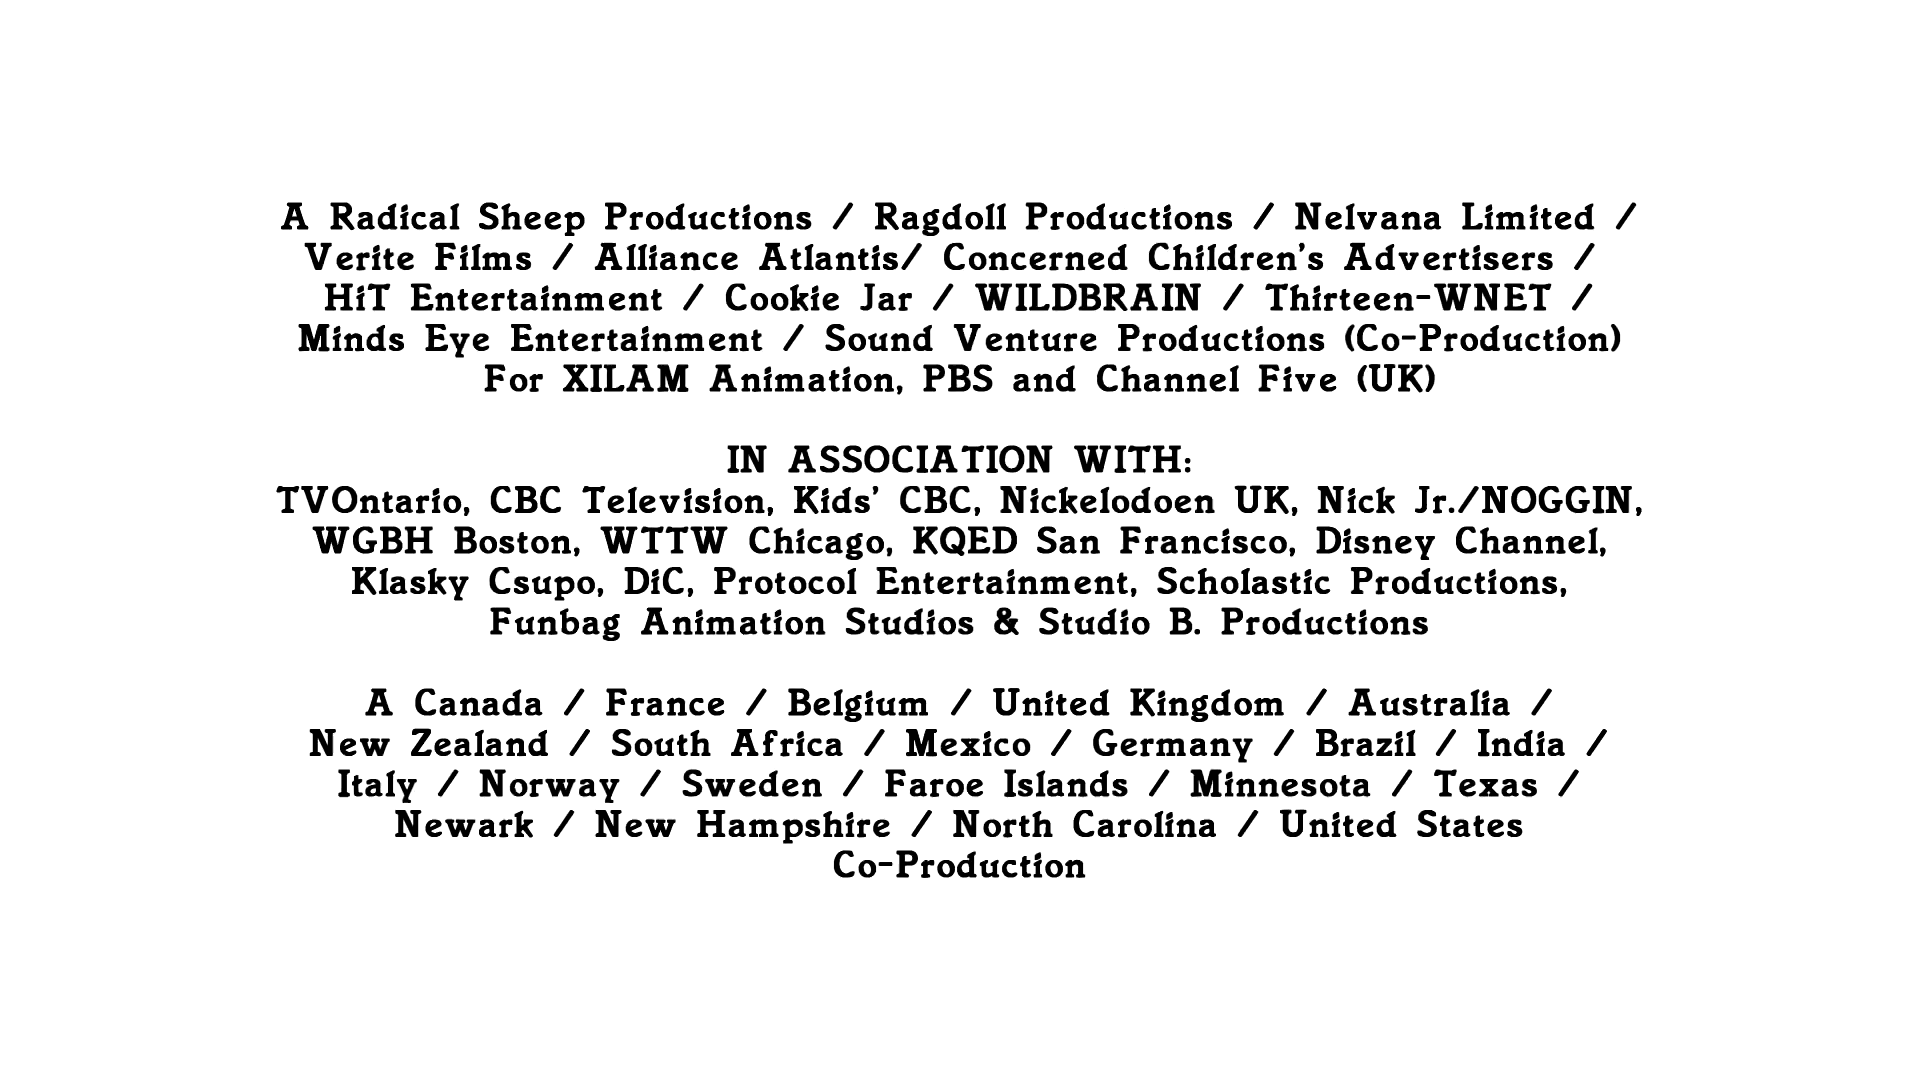 A Radical Sheep Productions / Ragdoll Productions / Nelvana Limited /
Verite Films / Alliance Atlantis/ Concerned Children's Advertisers /
HiT Entertainment / Cookie Jar / WILDBRAIN / Thirteen-WNET /
Minds Eye Entertainment / Sound Venture Productions (Co-Production)
For XILAM Animation, PBS and Channel Five (UK)
IN ASSOCIATION WITH:
TVOntario, CBC Television, Kids' CBC, Nickelodoen UK, Nick Jr./NOGGIN,
WGBH Boston, WTTW Chicago, KQED San Francisco, Disney Channel,
Klasky Csupo, DiC, Protocol Entertainment, Scholastic Productions,
Funbag Animation Studios & Studio B. Productions
A Canada / France / Belgium / United Kingdom / Australia /
New Zealand / South Africa / Mexico / Germany / Brazil / India /
Italy / Norway / Sweden / Faroe Islands / Minnesota / Texas /
Newark / New Hampshire / North Carolina / United States
Co-Production